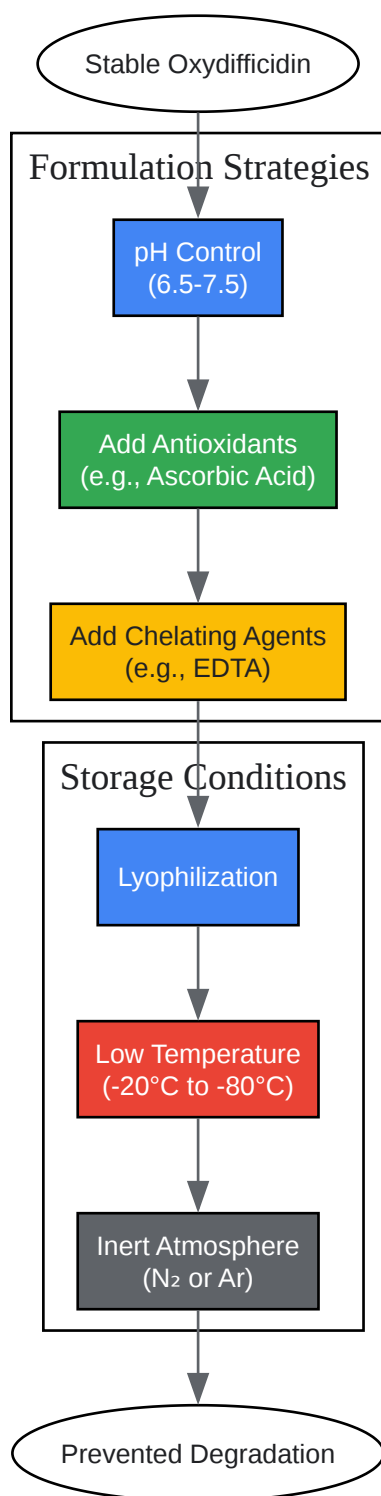 Stable Oxydifficidin
Formulation Strategies
pH Control
(6.5-7.5)
Add Antioxidants
(e.g., Ascorbic Acid)
Add Chelating Agents
(e.g., EDTA)
Storage Conditions
Lyophilization
Low Temperature
(-20°C to -80°C)
Inert Atmosphere
(N₂ or Ar)
Prevented Degradation